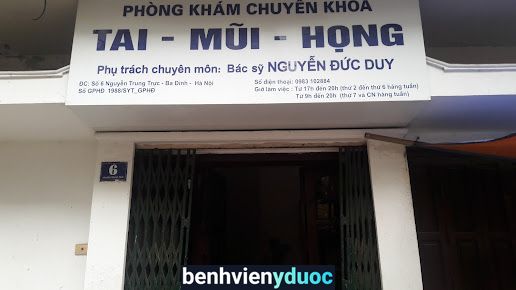 PHÒNG KHÁM CHUYÊN KHOA
TAI - MŨI - HỌNG
Phụ trách chuyên môn: Bác sỹ NGUYỄN ĐỨC DUY
ĐC: Số 6 Nguyễn Trung Trực - Ba Đình - Hà Nội
Số GPHĐ 1988/SYT_GPHĐ
Số điện thoại: 0983 102884
Giờ làm việc: Từ 17h đến 20h (thứ 2 đến thứ 6 hàng tuần)
Từ 9h đến 20h (thứ 7 và CN hàng tuần)
6
benhvienyduoc